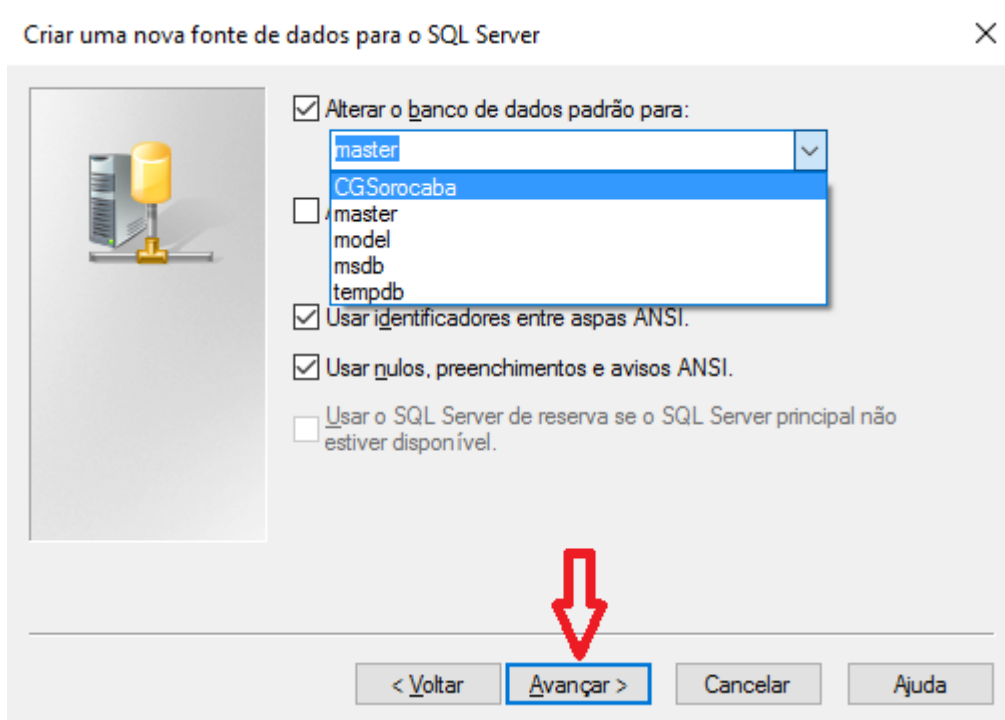 Criar uma nova fonte de dados para o SQL Server
Alterar o banco de dados padrão para:
master
CGSorocaba
master
model
msdb
tempdb
Usar identificadores entre aspas ANSI.
Usar nulos, preenchimentos e avisos ANSI.
Usar o SQL Server de reserva se o SQL Server principal não
estiver disponível.
< Voltar
Avançar >
Cancelar
Ajuda